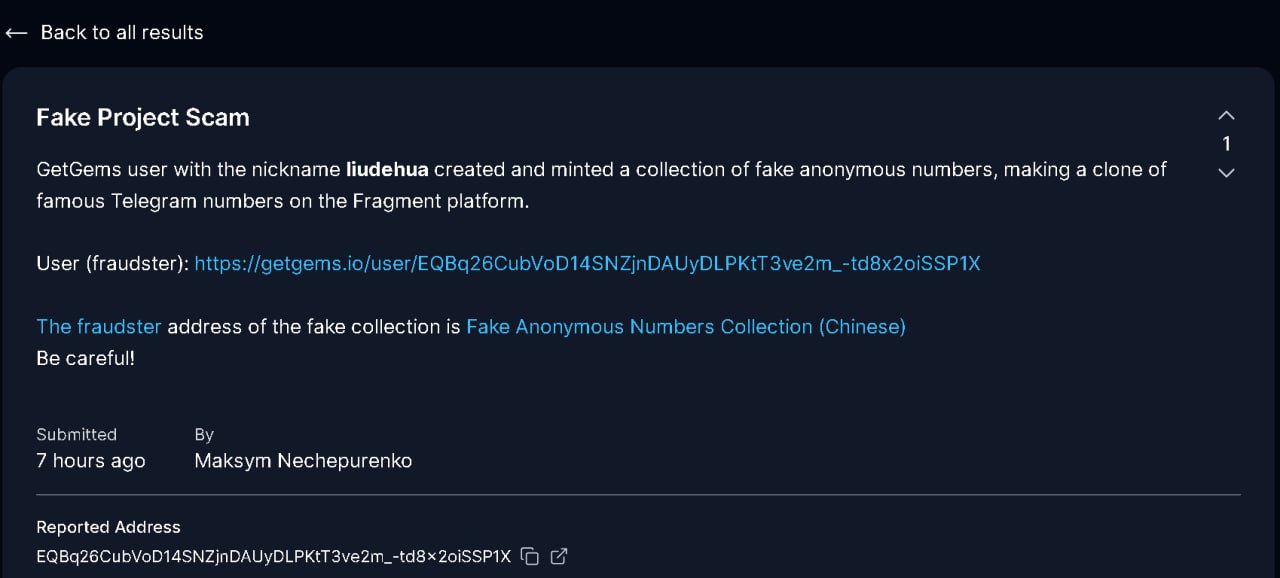 Back to all results
Fake Project Scam
1
GetGems user with the nickname liudehua created and minted a collection of fake anonymous numbers, making a clone of
famous Telegram numbers on the Fragment platform.
User (fraudster): https://getgems.io/user/EQBq26CubVoD14SNZjnDAUyDLPKtT3ve2m_-td8x2oiSSP1X
The fraudster address of the fake collection is Fake Anonymous Numbers Collection (Chinese)
Be careful!
Submitted By
7 hours ago Maksym Nechepurenko
Reported Address
EQBq26CubVoD14SNZjnDAUyDLPKtT3ve2m_-td8×2oiSSP1X